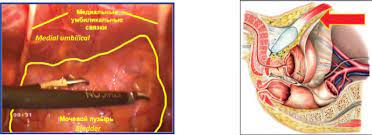 Медиальные
умбиликальные
связки
Medial umbilical
Мочевой пузырь
Bladder